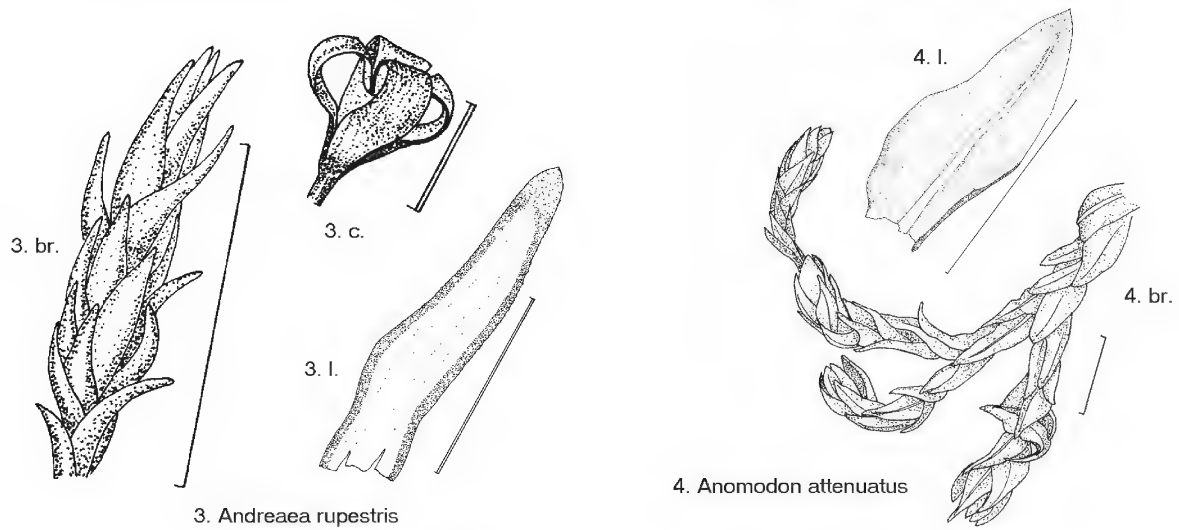 3. br.
3. c.
3. l.
3. Andreaea rupestris
4. l.
4. br.
4. Anomodon attenuatus